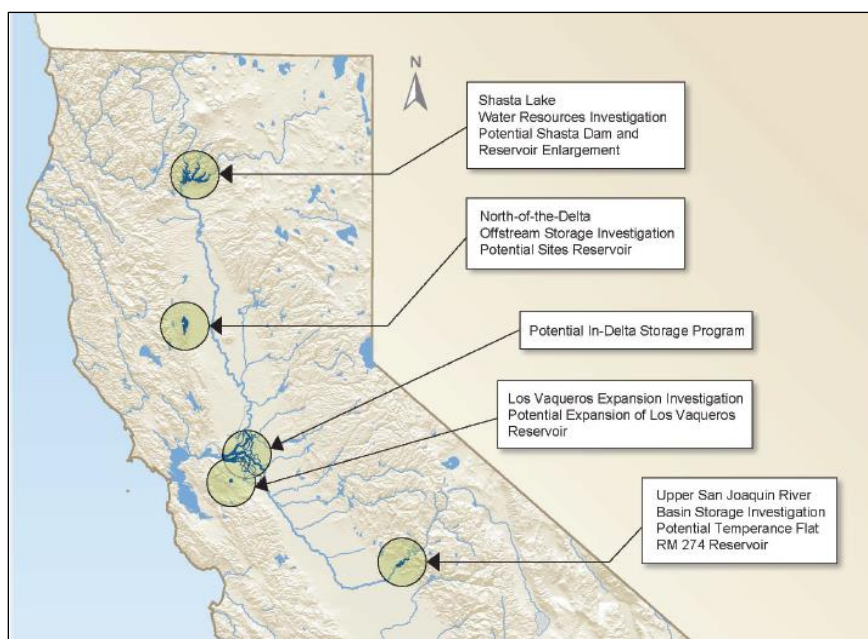 N
Shasta Lake
Water Resources Investigation
Potential Shasta Dam and
Reservoir Enlargement
North-of-the-Delta
Offstream Storage Investigation
Potential Sites Reservoir
Potential In-Delta Storage Program
Los Vaqueros Expansion Investigation
Potential Expansion of Los Vaqueros
Reservoir
Upper San Joaquin River
Basin Storage Investigation
Potential Temperance Flat
RM 274 Reservoir